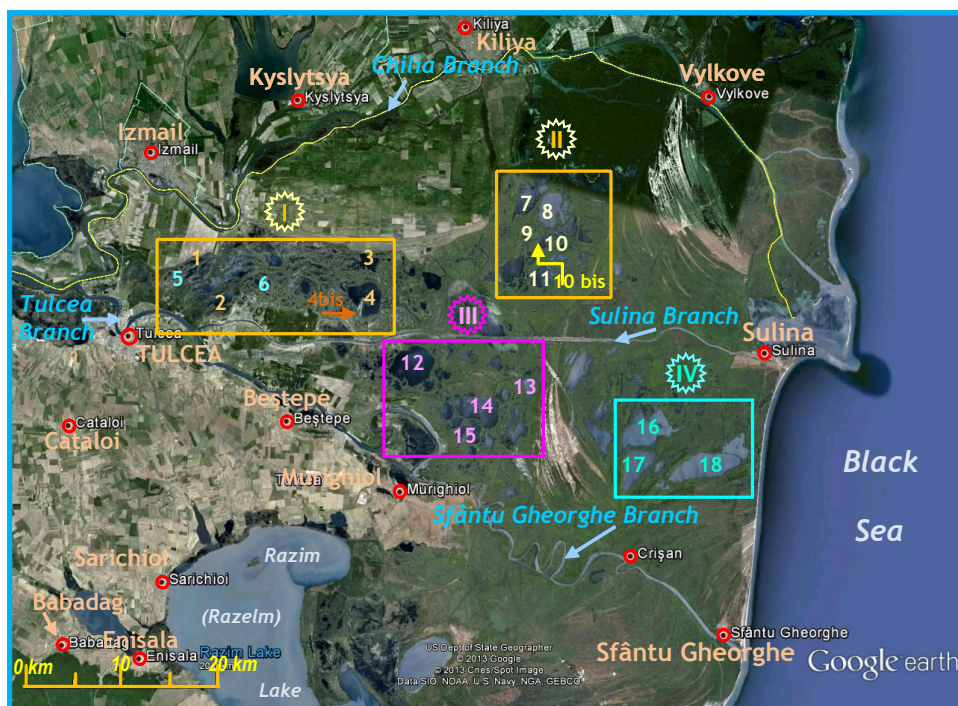 Kiliya
Kiliya
Chilia Branch
Kyslytsya
Kyslytsya
Vylkove
Vylkove
Izmail
Izmail
II
I
7
8
9
10
11
10 bis
1
3
5
6
2
4bis
4
Tulcea
Branch
III
Sulina Branch
Tulcea
TULCEA
Sulina
Sulina
12
13
14
15
IV
16
17
18
Beştepe
Beştepe
Cataloi
Cataloi
Black
Sea
Murighiol
Murighiol
Sfântu Gheorghe Branch
Crişan
Razim
(Razelm)
Lake
Sarichioi
Sarichioi
Babadag
Babadag
Enisala
Enisala
Razim Lake
0 km
10
20 km
Sfântu Gheorghe
Sfântu Gheorghe
US Dept of State Geographer
© 2013 Google
© 2013 Cnes/Spot Image
Data SIO, NOAA, U.S. Navy, NGA, GEBCO
Google earth